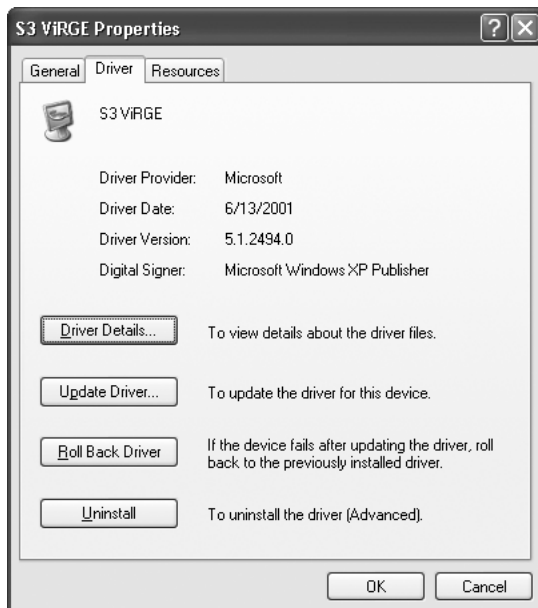 S3 ViRGE Properties
General Driver Resources
S3 ViRGE
Driver Provider: Microsoft
Driver Date: 6/13/2001
Driver Version: 5.1.2494.0
Digital Signer: Microsoft Windows XP Publisher
Driver Details... To view details about the driver files.
Update Driver... To update the driver for this device.
Roll Back Driver If the device fails after updating the driver, roll
back to the previously installed driver.
Uninstall To uninstall the driver (Advanced).
OK Cancel